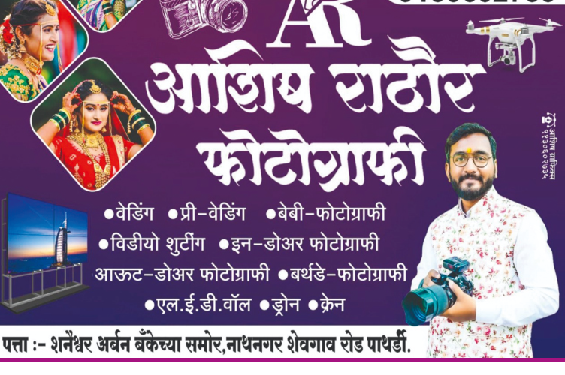 AR
आशिष राठौर
फोटोग्राफी
●वेडिंग ●प्री-वेडिंग ●बेबी-फोटोग्राफी
●विडीयो शुटींग ●इन-डोअर फोटोग्राफी
आऊट-डोअर फोटोग्राफी ●बर्थडे-फोटोग्राफी
●एल.ई.डी.वॉल ●ड्रोन ●क्रेन
पत्ता :- शनैश्वर अर्बन बँकेच्या समोर,नाथनगर शेवगाव रोड पाथर्डी.